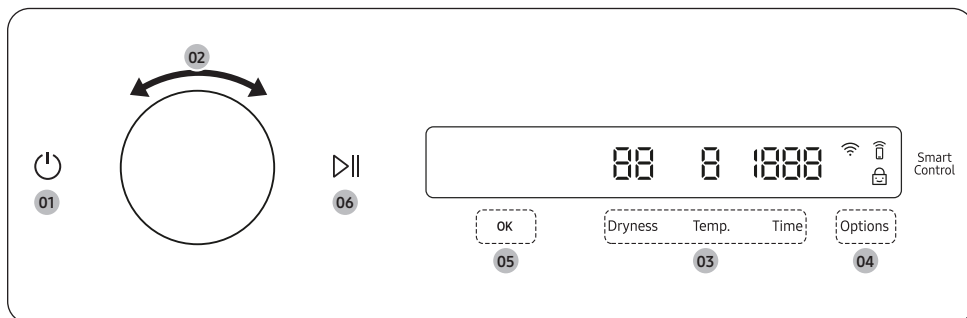 02
01
06
88 8 1888
Smart
Control
OK
Dryness Temp. Time
Options
05
03
04